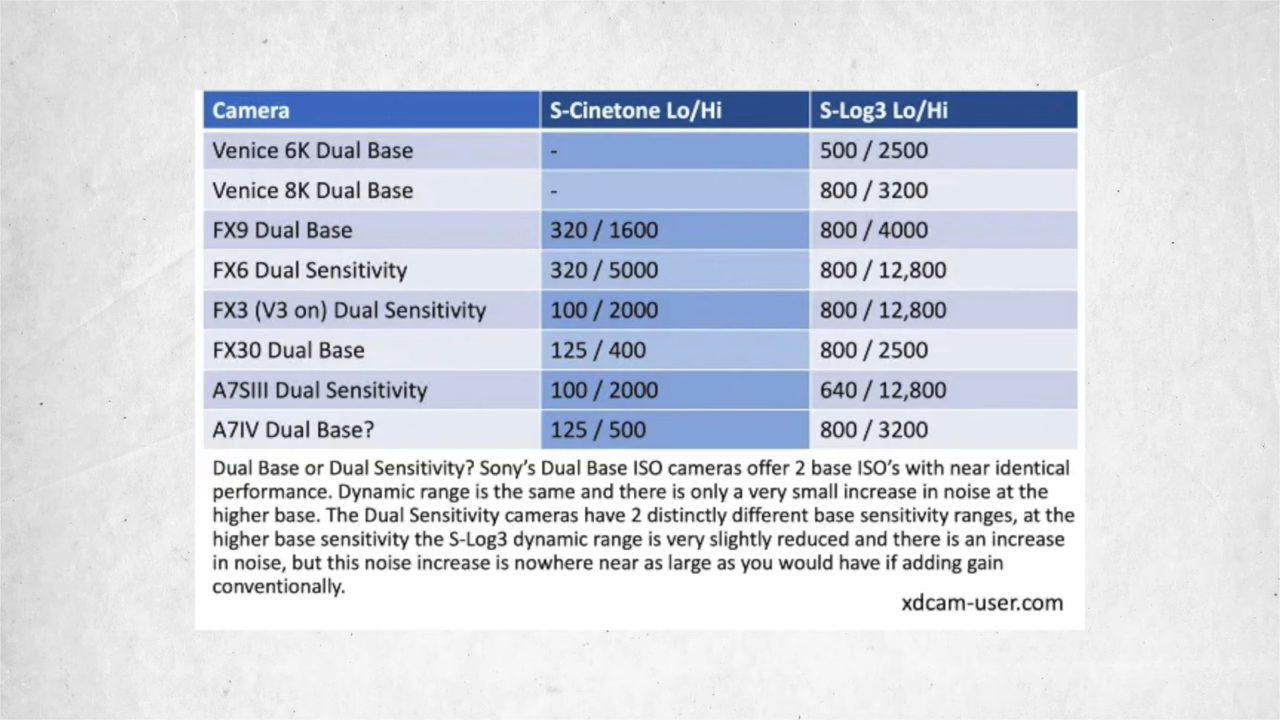 Camera S-Cinetone Lo/Hi S-Log3 Lo/Hi
Venice 6K Dual Base - 500 / 2500
Venice 8K Dual Base - 800 / 3200
FX9 Dual Base 320 / 1600 800 / 4000
FX6 Dual Sensitivity 320 / 5000 800 / 12,800
FX3 (V3 on) Dual Sensitivity 100 / 2000 800 / 12,800
FX30 Dual Base 125 / 400 800 / 2500
A7SIII Dual Sensitivity 100 / 2000 640 / 12,800
A7IV Dual Base? 125 / 500 800 / 3200
Dual Base or Dual Sensitivity? Sony's Dual Base ISO cameras offer 2 base ISO's with near identical
performance. Dynamic range is the same and there is only a very small increase in noise at the
higher base. The Dual Sensitivity cameras have 2 distinctly different base sensitivity ranges, at the
higher base sensitivity the S-Log3 dynamic range is very slightly reduced and there is an increase
in noise, but this noise increase is nowhere near as large as you would have if adding gain
conventionally.
xdcam-user.com